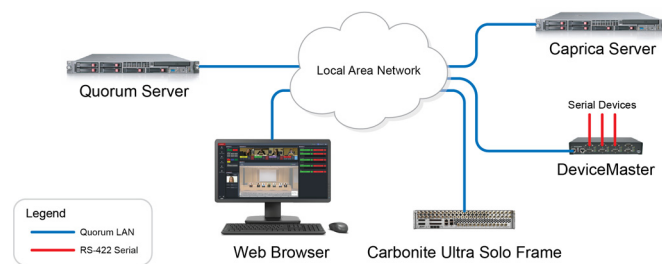 Local Area Network
Caprica Server
Quorum Server
Serial Devices
DeviceMaster
Legend
Quorum LAN
RS-422 Serial
Web Browser
Carbonite Ultra Solo Frame